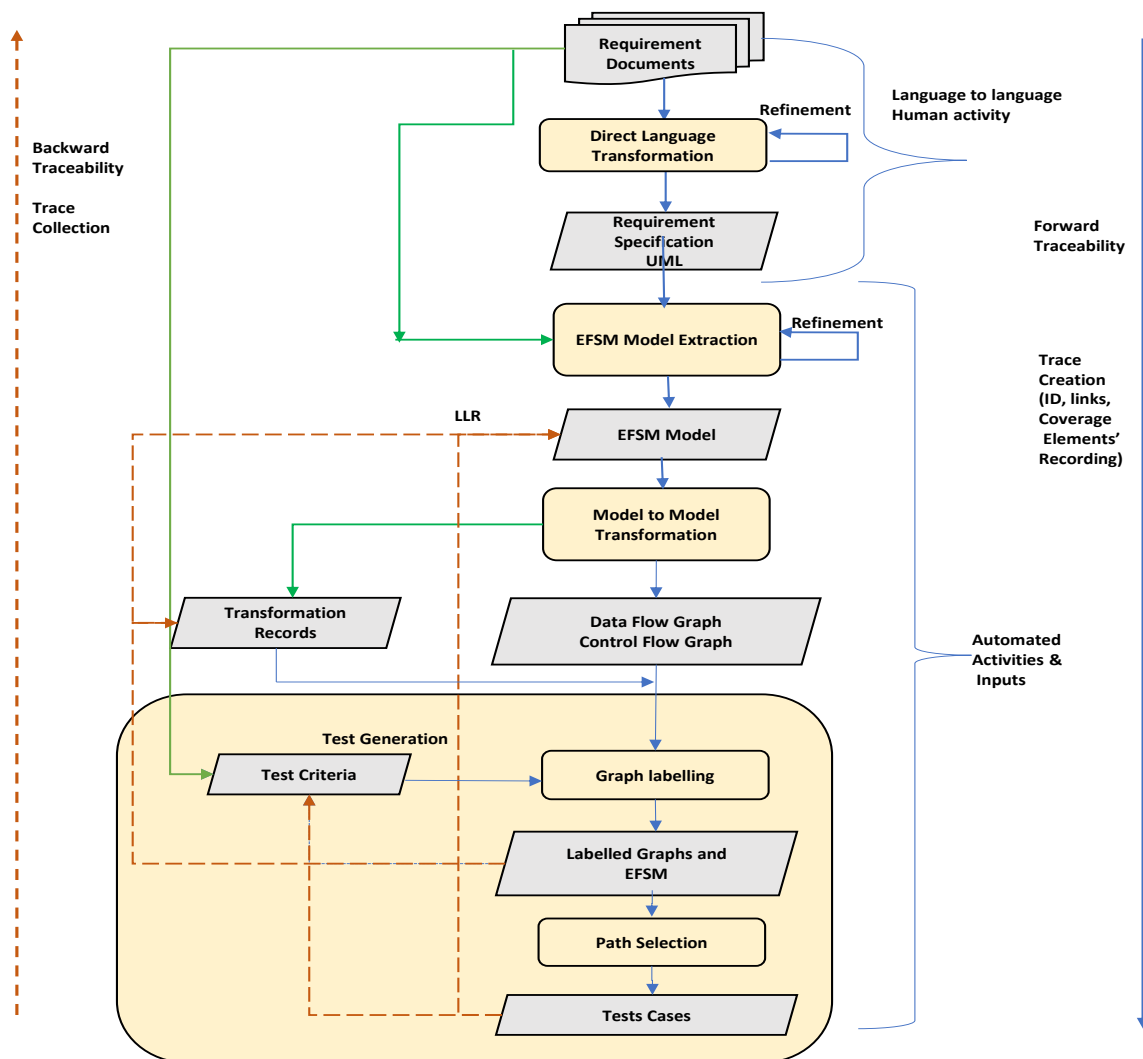 Requirement
Documents
Refinement
Language to language
Human activity
Direct Language
Transformation
Backward
Traceability
Trace
Collection
Requirement
Specification
UML
Forward
Traceability
EFSM Model Extraction
Refinement
Trace
Creation
(ID, links,
Coverage
Elements’
Recording)
LLR
EFSM Model
Model to Model
Transformation
Transformation
Records
Data Flow Graph
Control Flow Graph
Automated
Activities &
Inputs
Test Generation
Test Criteria
Graph labelling
Labelled Graphs and
EFSM
Path Selection
Tests Cases